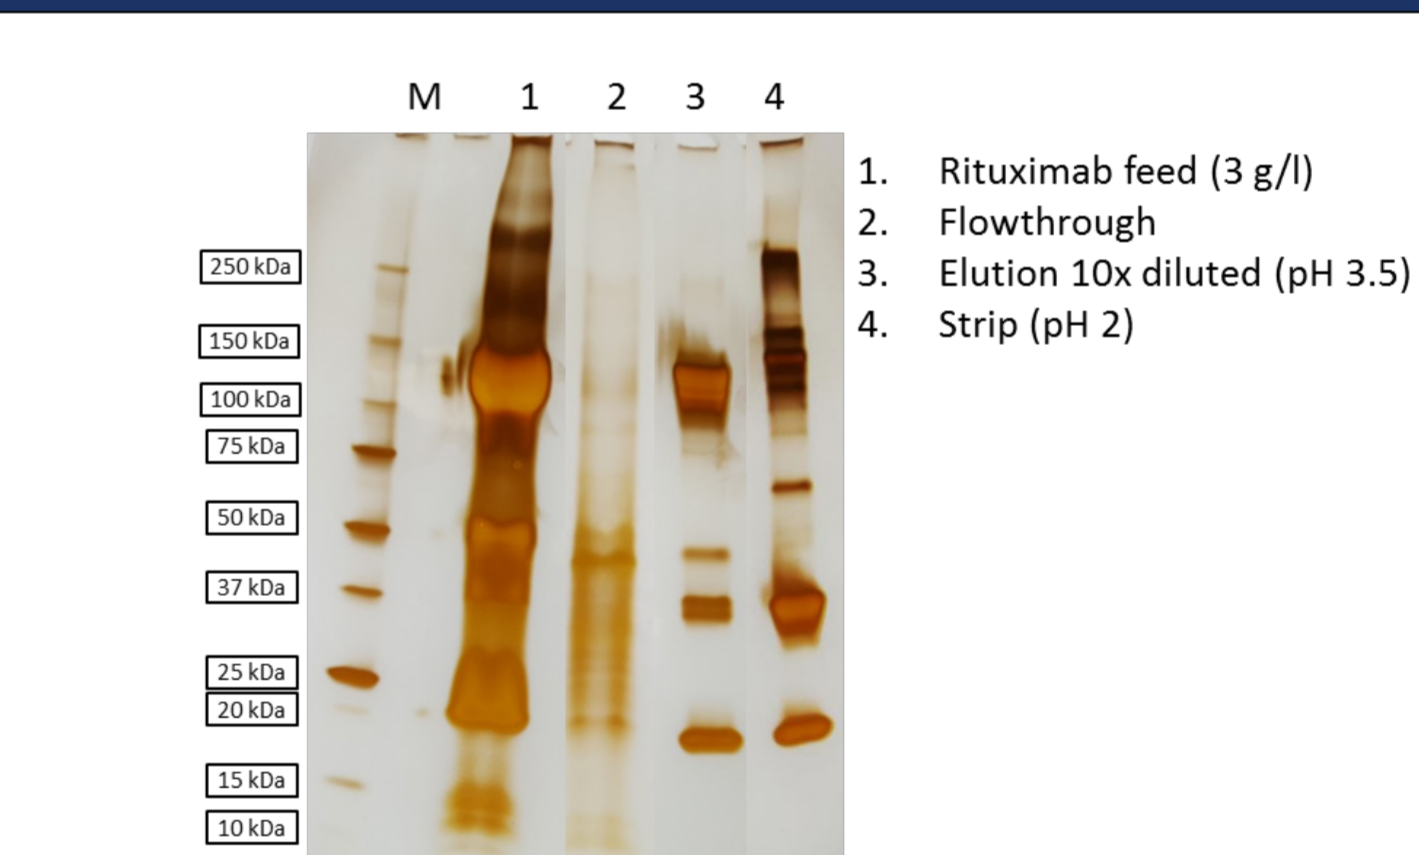 M 1 2 3 4
1. Rituximab feed (3 g/l)
2. Flowthrough
3. Elution 10x diluted (pH 3.5)
4. Strip (pH 2)
250 kDa
150 kDa
100 kDa
75 kDa
50 kDa
37 kDa
25 kDa
20 kDa
15 kDa
10 kDa